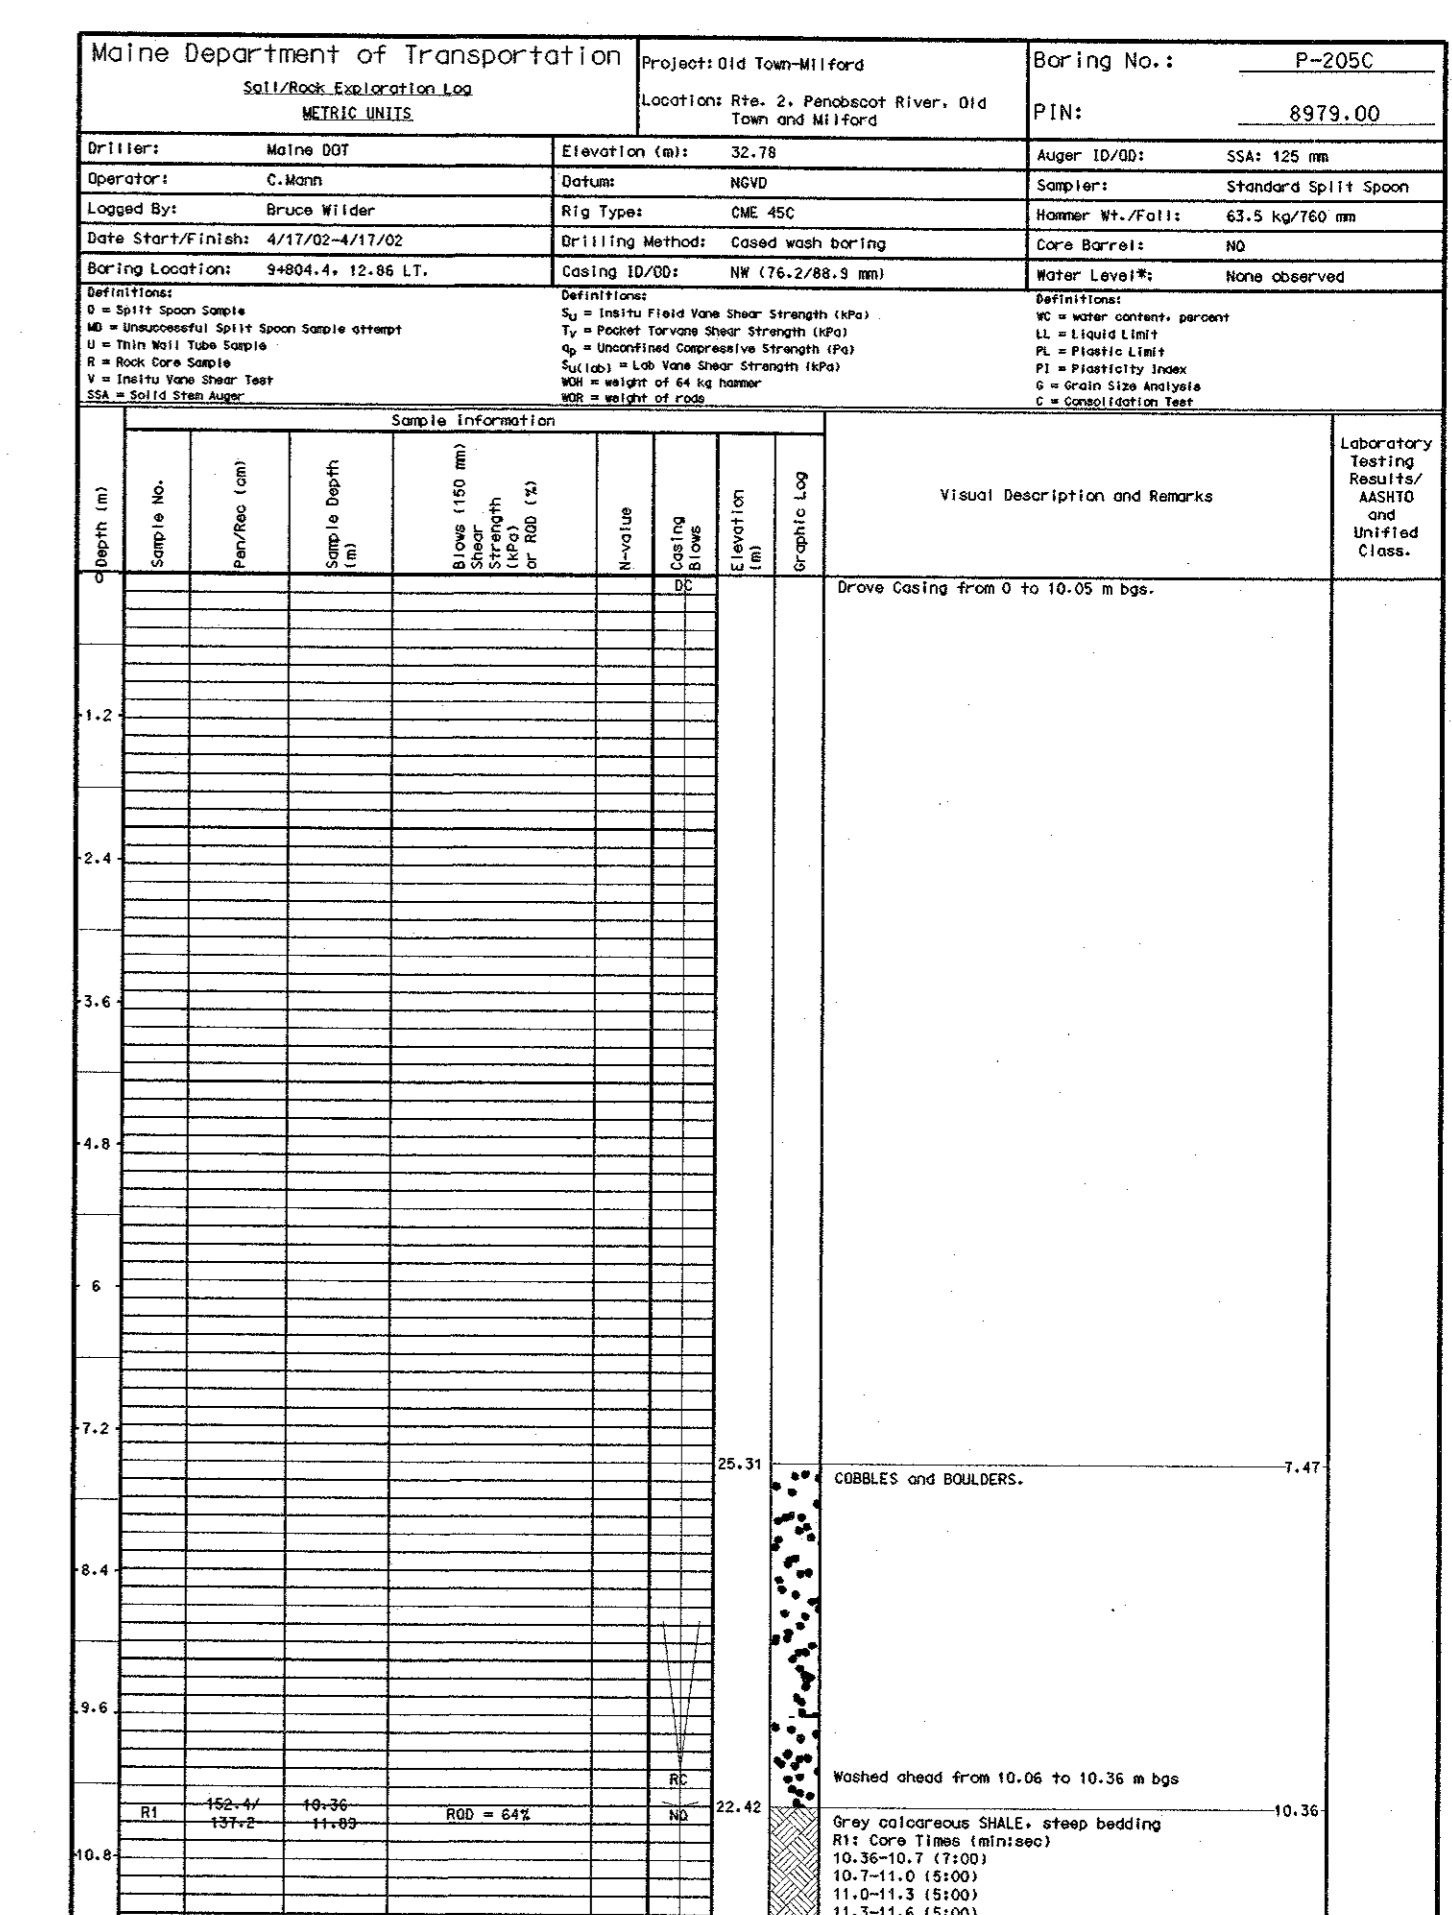 Maine Department of Transportation
Soil/Rock Exploration Log
METRIC UNITS
Project: Old Town-Milford
Location: Rte. 2, Penobscot River, Old
Town and Milford
Boring No.: P-205C
PIN: 8979.00
Driller: Maine DOT
Elevation (m): 32.78
Auger ID/OD: SSA: 125 mm
Operator: C.Mann
Datum: NGVD
Sampler: Standard Split Spoon
Logged By: Bruce Wilder
Rig Type: CME 45C
Hammer Wt./Fall: 63.5 kg/760 mm
Date Start/Finish: 4/17/02-4/17/02
Drilling Method: Cased wash boring
Core Barrel: NQ
Boring Location: 9+804.4, 12.86 LT.
Casing ID/OD: NW (76.2/88.9 mm)
Water Level*: None observed
Definitions:
D = Split Spoon Sample
MD = Unsuccessful Split Spoon Sample attempt
U = Thin Wall Tube Sample
R = Rock Core Sample
V = Insitu Vane Shear Test
SSA = Solid Stem Auger
Definitions:
Su = Insitu Field Vane Shear Strength (kPa)
Tv = Pocket Torvane Shear Strength (kPa)
qp = Unconfined Compressive Strength (Pa)
Su(lab) = Lab Vane Shear Strength (kPa)
WOH = weight of 64 kg hammer
WOR = weight of rods
Definitions:
WC = water content, percent
LL = Liquid Limit
PL = Plastic Limit
PI = Plasticity Index
G = Grain Size Analysis
C = Consolidation Test
Sample Information
Depth (m)
Sample No.
Pen/Rec (cm)
Sample Depth
(m)
Blows (150 mm)
Shear
Strength
(kPa)
or RQD (%)
N-value
Casing
Blows
Elevation
(m)
Graphic Log
Visual Description and Remarks
Laboratory
Testing
Results/
AASHTO
and
Unified
Class.
0
DC
Drove Casing from 0 to 10.05 m bgs.
1.2
2.4
3.6
4.8
6
7.2
25.31
7.47
COBBLES and BOULDERS.
8.4
9.6
RC
Washed ahead from 10.06 to 10.36 m bgs
R1
152.4/
137.2
10.36-
11.89
RQD = 64%
NQ
22.42
10.36
Grey calcareous SHALE, steep bedding
R1: Core Times (min:sec)
10.8
10.36-10.7 (7:00)
10.7-11.0 (5:00)
11.0-11.3 (5:00)
11.3-11.6 (5:00)